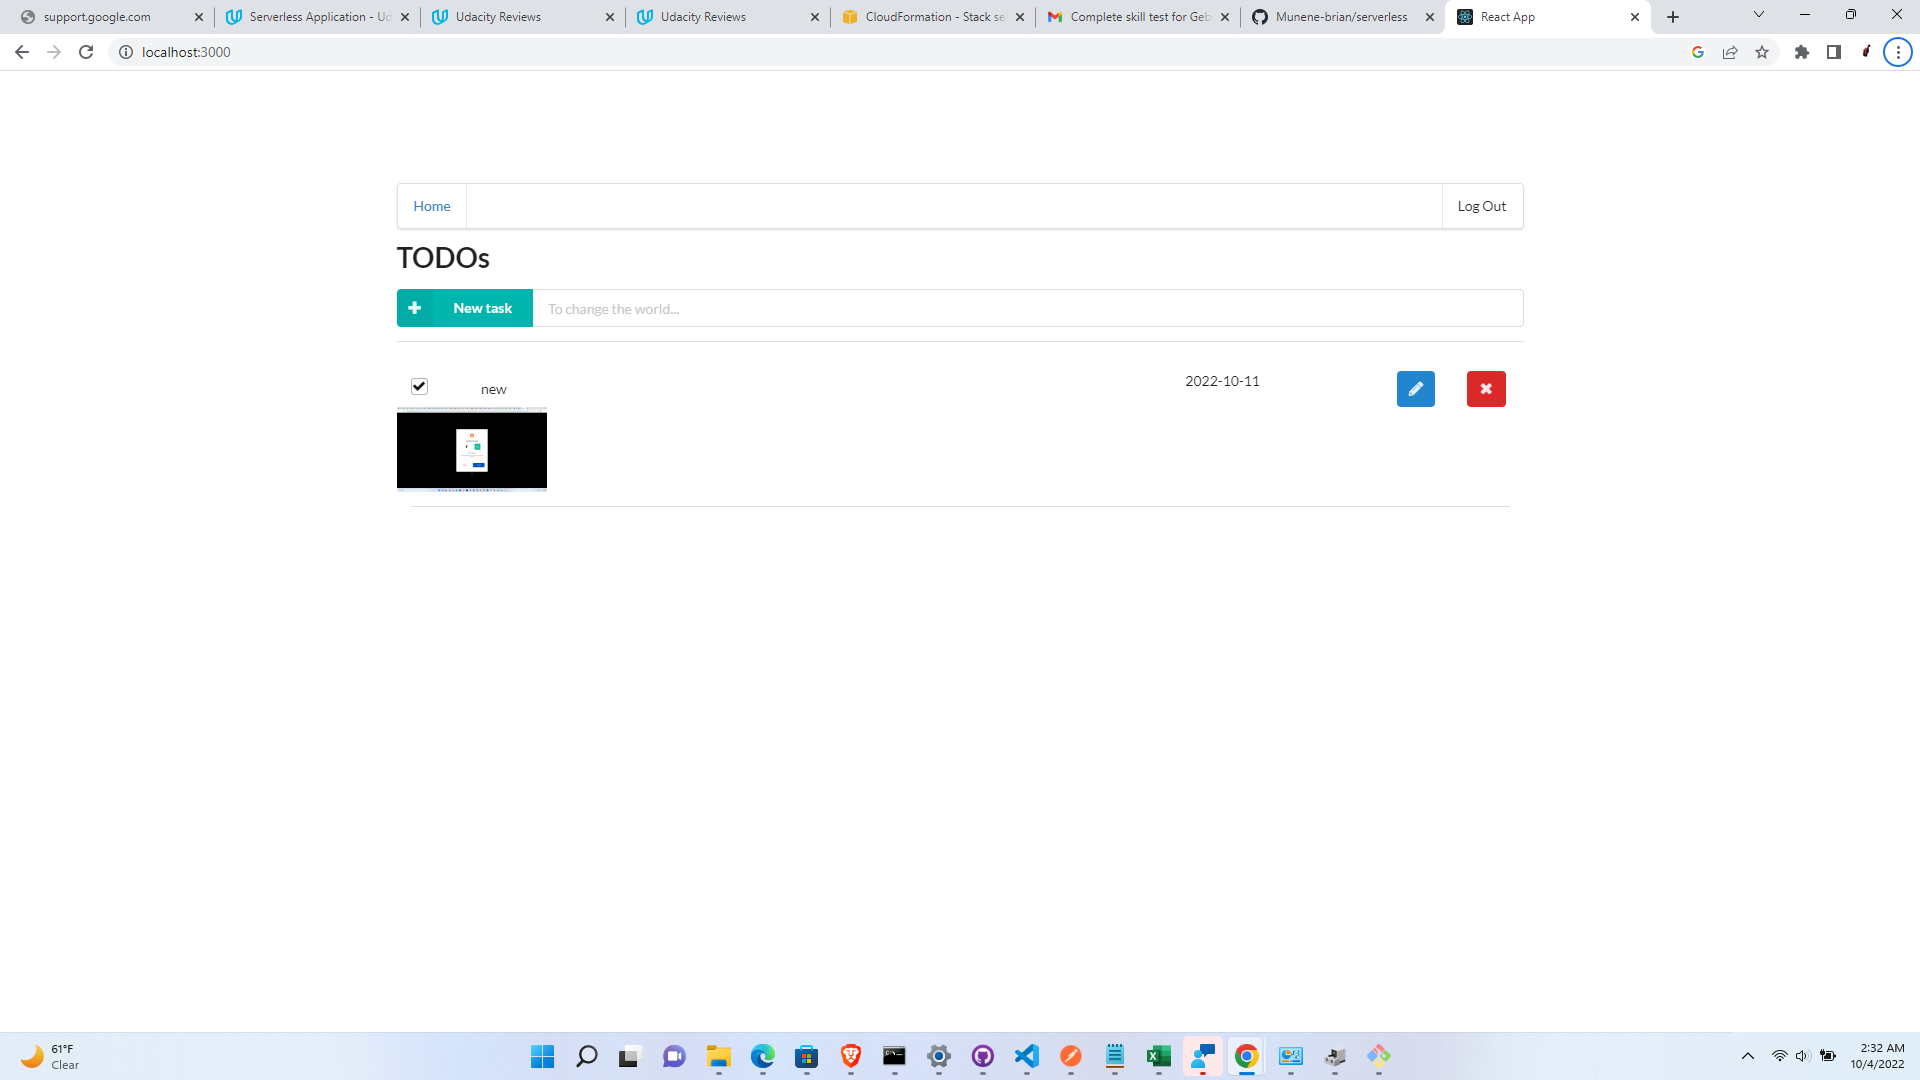 support.google.com
Serverless Application - Ud
Udacity Reviews
Udacity Reviews
CloudFormation - Stack se
Complete skill test for Geb
Munene-brian/serverless
React App
localhost:3000
Home
Log Out
TODOs
New task
To change the world...
new
2022-10-11
61°F
Clear
2:32 AM
10/4/2022